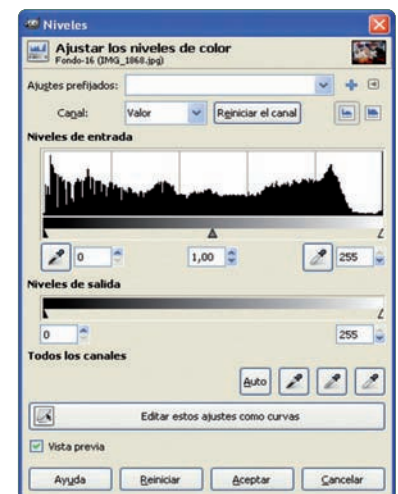 Niveles
Ajustar los niveles de color
Fondo-16 (IMG_1868.jpg)
Ajustes prefijados:
Canal: Valor Reiniciar el canal
Niveles de entrada
0 1,00 255
Niveles de salida
0 255
Todos los canales
Auto
Editar estos ajustes como curvas
Vista previa
Ayuda Reiniciar Aceptar Cancelar